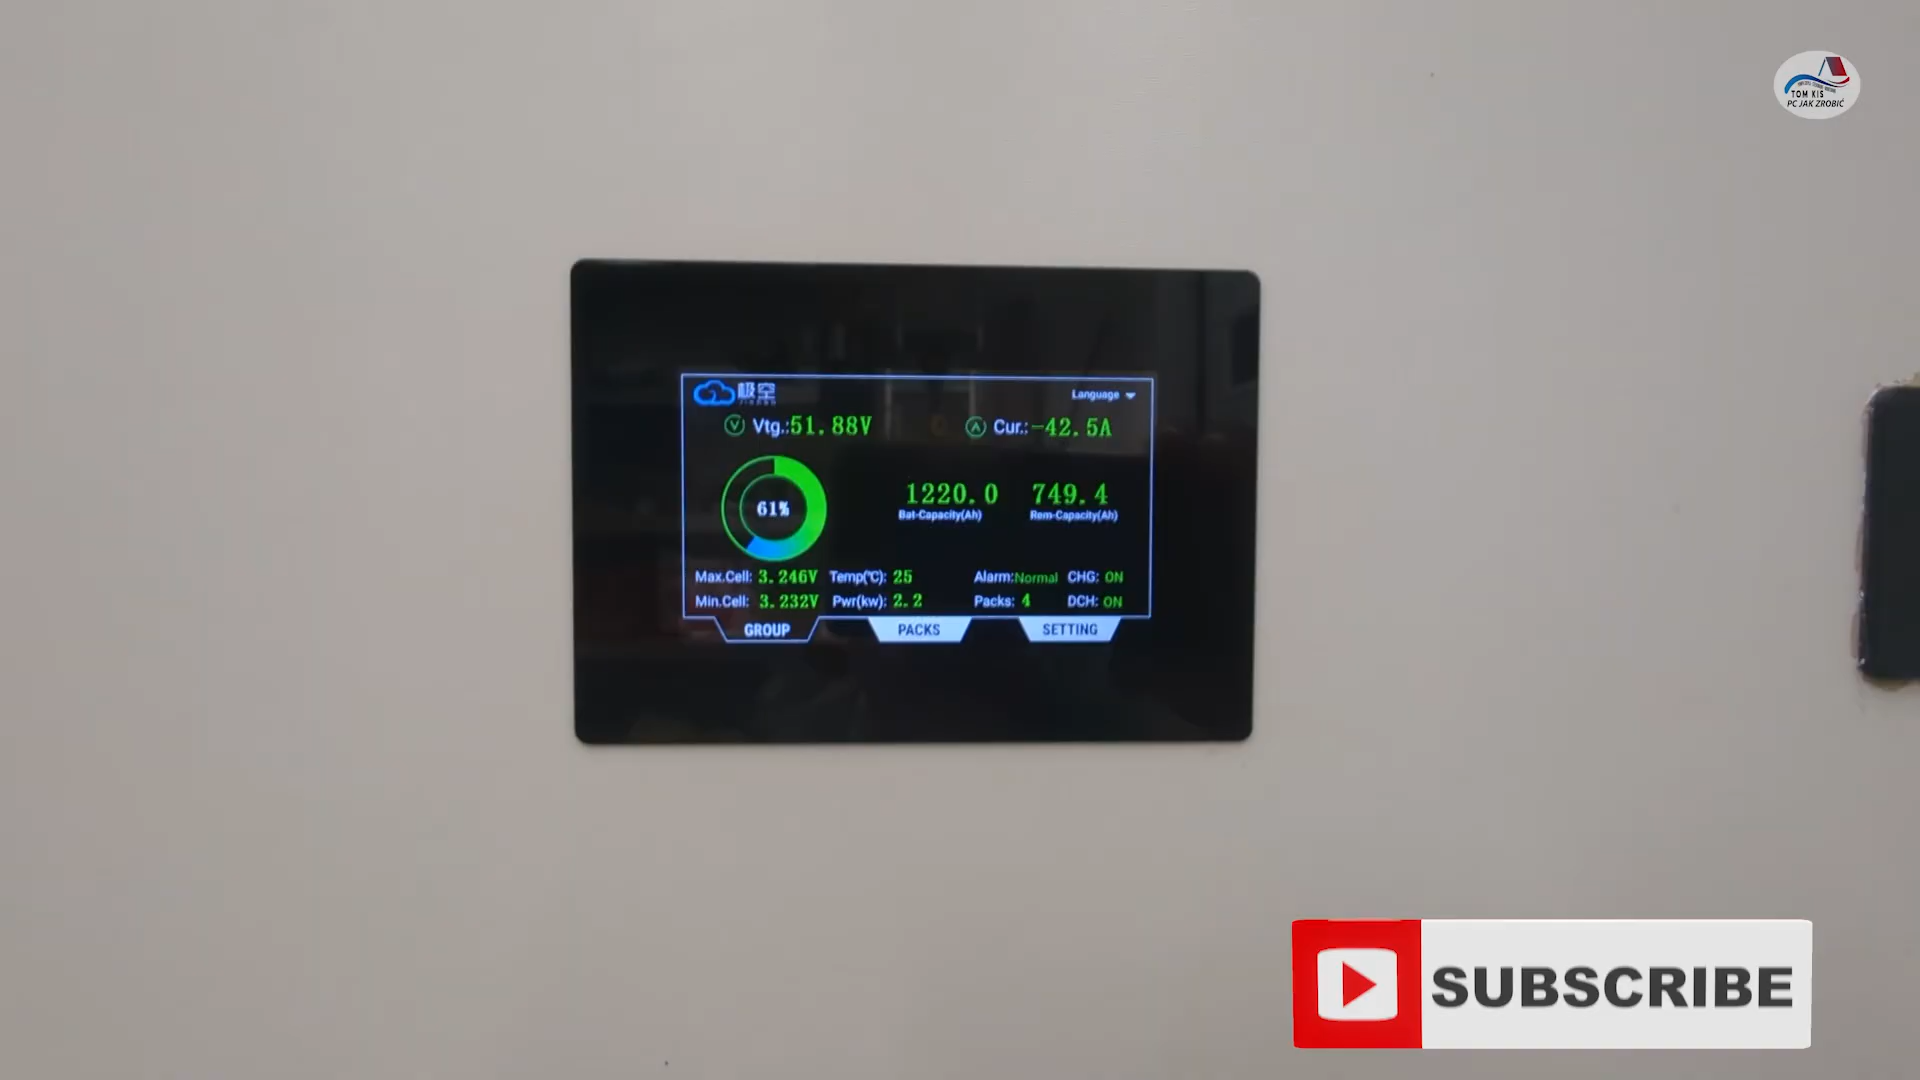 TOM KIS
PC JAK ZROBIĆ
极空
Language
Vtg.:51.88V
Cur.:-42.5A
61%
1220.0
Bat-Capacity(Ah)
749.4
Rem-Capacity(Ah)
Max.Cell: 3.246V Temp(℃): 25 Alarm:Normal CHG: ON
Min.Cell: 3.232V Pwr(kw): 2.2 Packs: 4 DCH: ON
GROUP PACKS SETTING
SUBSCRIBE